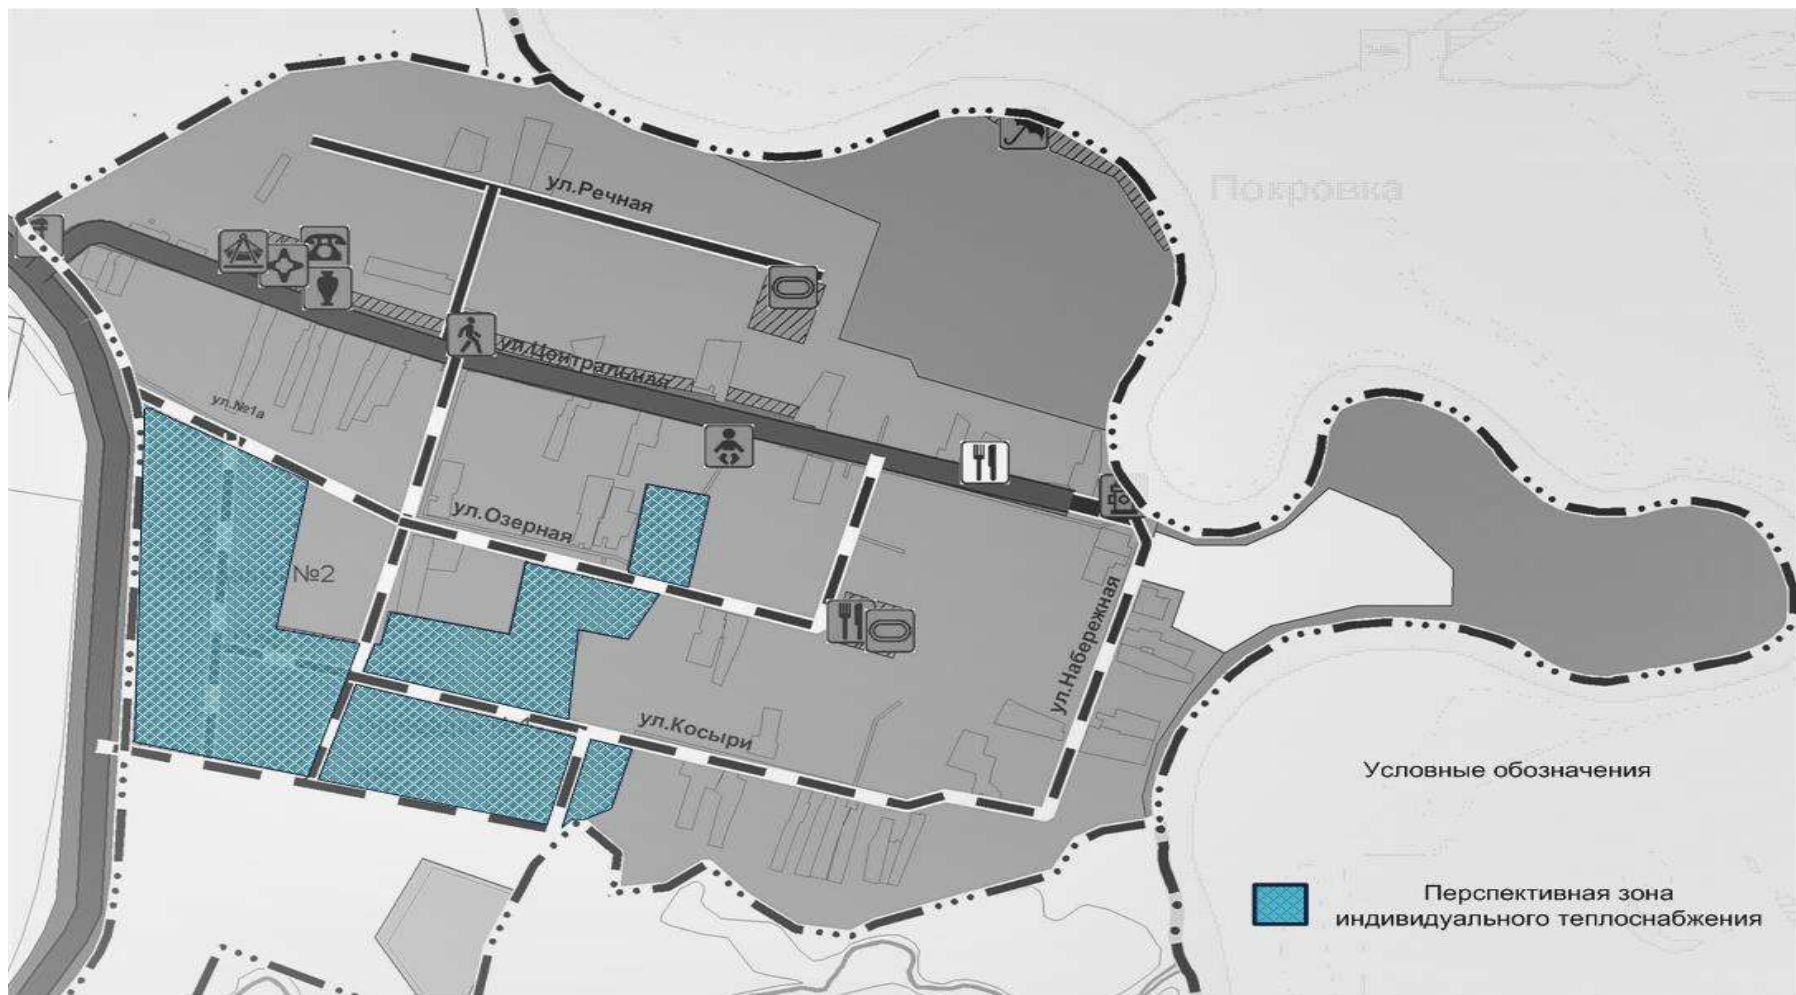 Покровка
ул.Речная
ул.Центральная
ул.№1а
ул.Озерная
№2
ул.Набережная
ул.Косыри
Условные обозначения
Перспективная зона
индивидуального теплоснабжения